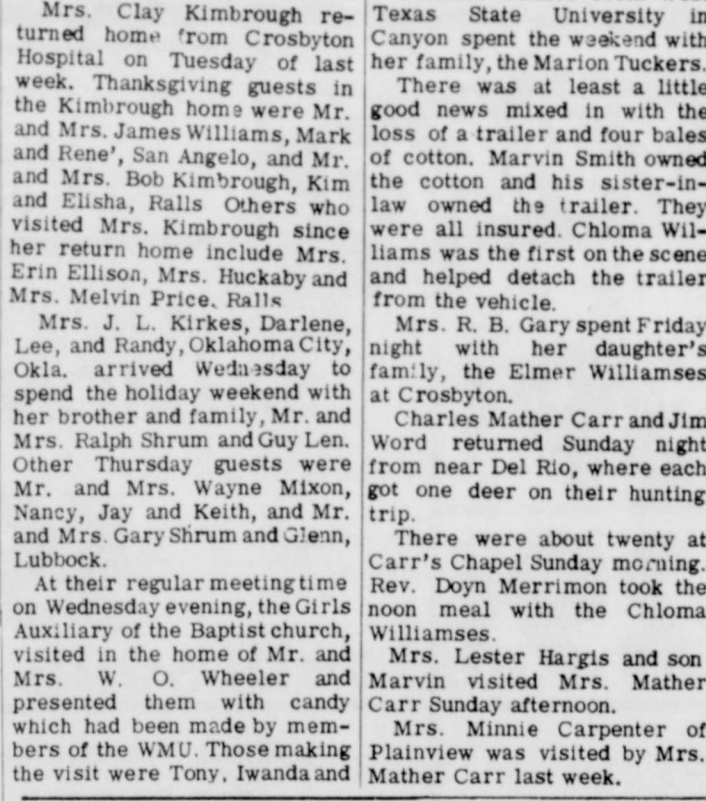 Mrs. Clay Kimbrough re-
turned home from Crosbyton
Hospital on Tuesday of last
week. Thanksgiving guests in
the Kimbrough home were Mr.
and Mrs. James Williams, Mark
and Rene', San Angelo, and Mr.
and Mrs. Bob Kimbrough, Kim
and Elisha, Ralls Others who
visited Mrs. Kimbrough since
her return home include Mrs.
Erin Ellison, Mrs. Huckaby and
Mrs. Melvin Price, Ralls
Mrs. J. L. Kirkes, Darlene,
Lee, and Randy, Oklahoma City,
Okla. arrived Wednesday to
spend the holiday weekend with
her brother and family, Mr. and
Mrs. Ralph Shrum and Guy Len.
Other Thursday guests were
Mr. and Mrs. Wayne Mixon,
Nancy, Jay and Keith, and Mr.
and Mrs. Gary Shrum and Glenn,
Lubbock.
At their regular meeting time
on Wednesday evening, the Girls
Auxiliary of the Baptist church,
visited in the home of Mr. and
Mrs. W. O. Wheeler and
presented them with candy
which had been made by mem-
bers of the WMU. Those making
the visit were Tony, Iwanda and
Texas State University in
Canyon spent the weekend with
her family, the Marion Tuckers.
There was at least a little
good news mixed in with the
loss of a trailer and four bales
of cotton. Marvin Smith owned
the cotton and his sister-in-
law owned the trailer. They
were all insured. Chloma Wil-
liams was the first on the scene
and helped detach the trailer
from the vehicle.
Mrs. R. B. Gary spent Friday
night with her daughter's
family, the Elmer Williamses
at Crosbyton.
Charles Mather Carr and Jim
Word returned Sunday night
from near Del Rio, where each
got one deer on their hunting
trip.
There were about twenty at
Carr's Chapel Sunday morning.
Rev. Doyn Merrimon took the
noon meal with the Chloma
Williamses.
Mrs. Lester Hargis and son
Marvin visited Mrs. Mather
Carr Sunday afternoon.
Mrs. Minnie Carpenter of
Plainview was visited by Mrs.
Mather Carr last week.